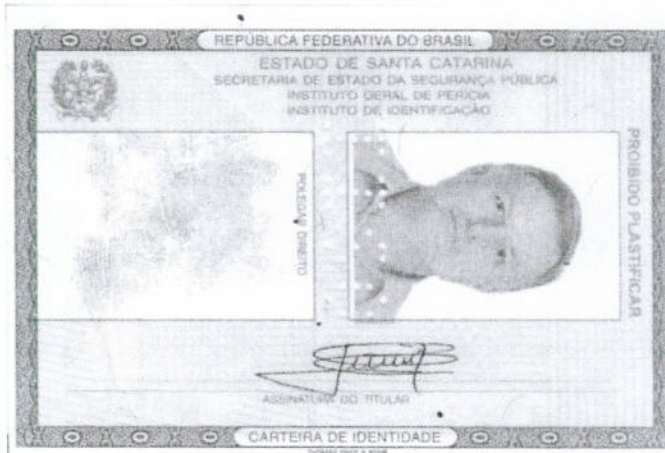 REPÚBLICA FEDERATIVA DO BRASIL
ESTADO DE SANTA CATARINA
SECRETARIA DE ESTADO DA SEGURANÇA PÚBLICA
INSTITUTO GERAL DE PERÍCIA
INSTITUTO DE IDENTIFICAÇÃO
POLEGAR DIREITO
PROIBIDO PLASTIFICAR
ASSINATURA DO TITULAR
CARTEIRA DE IDENTIDADE